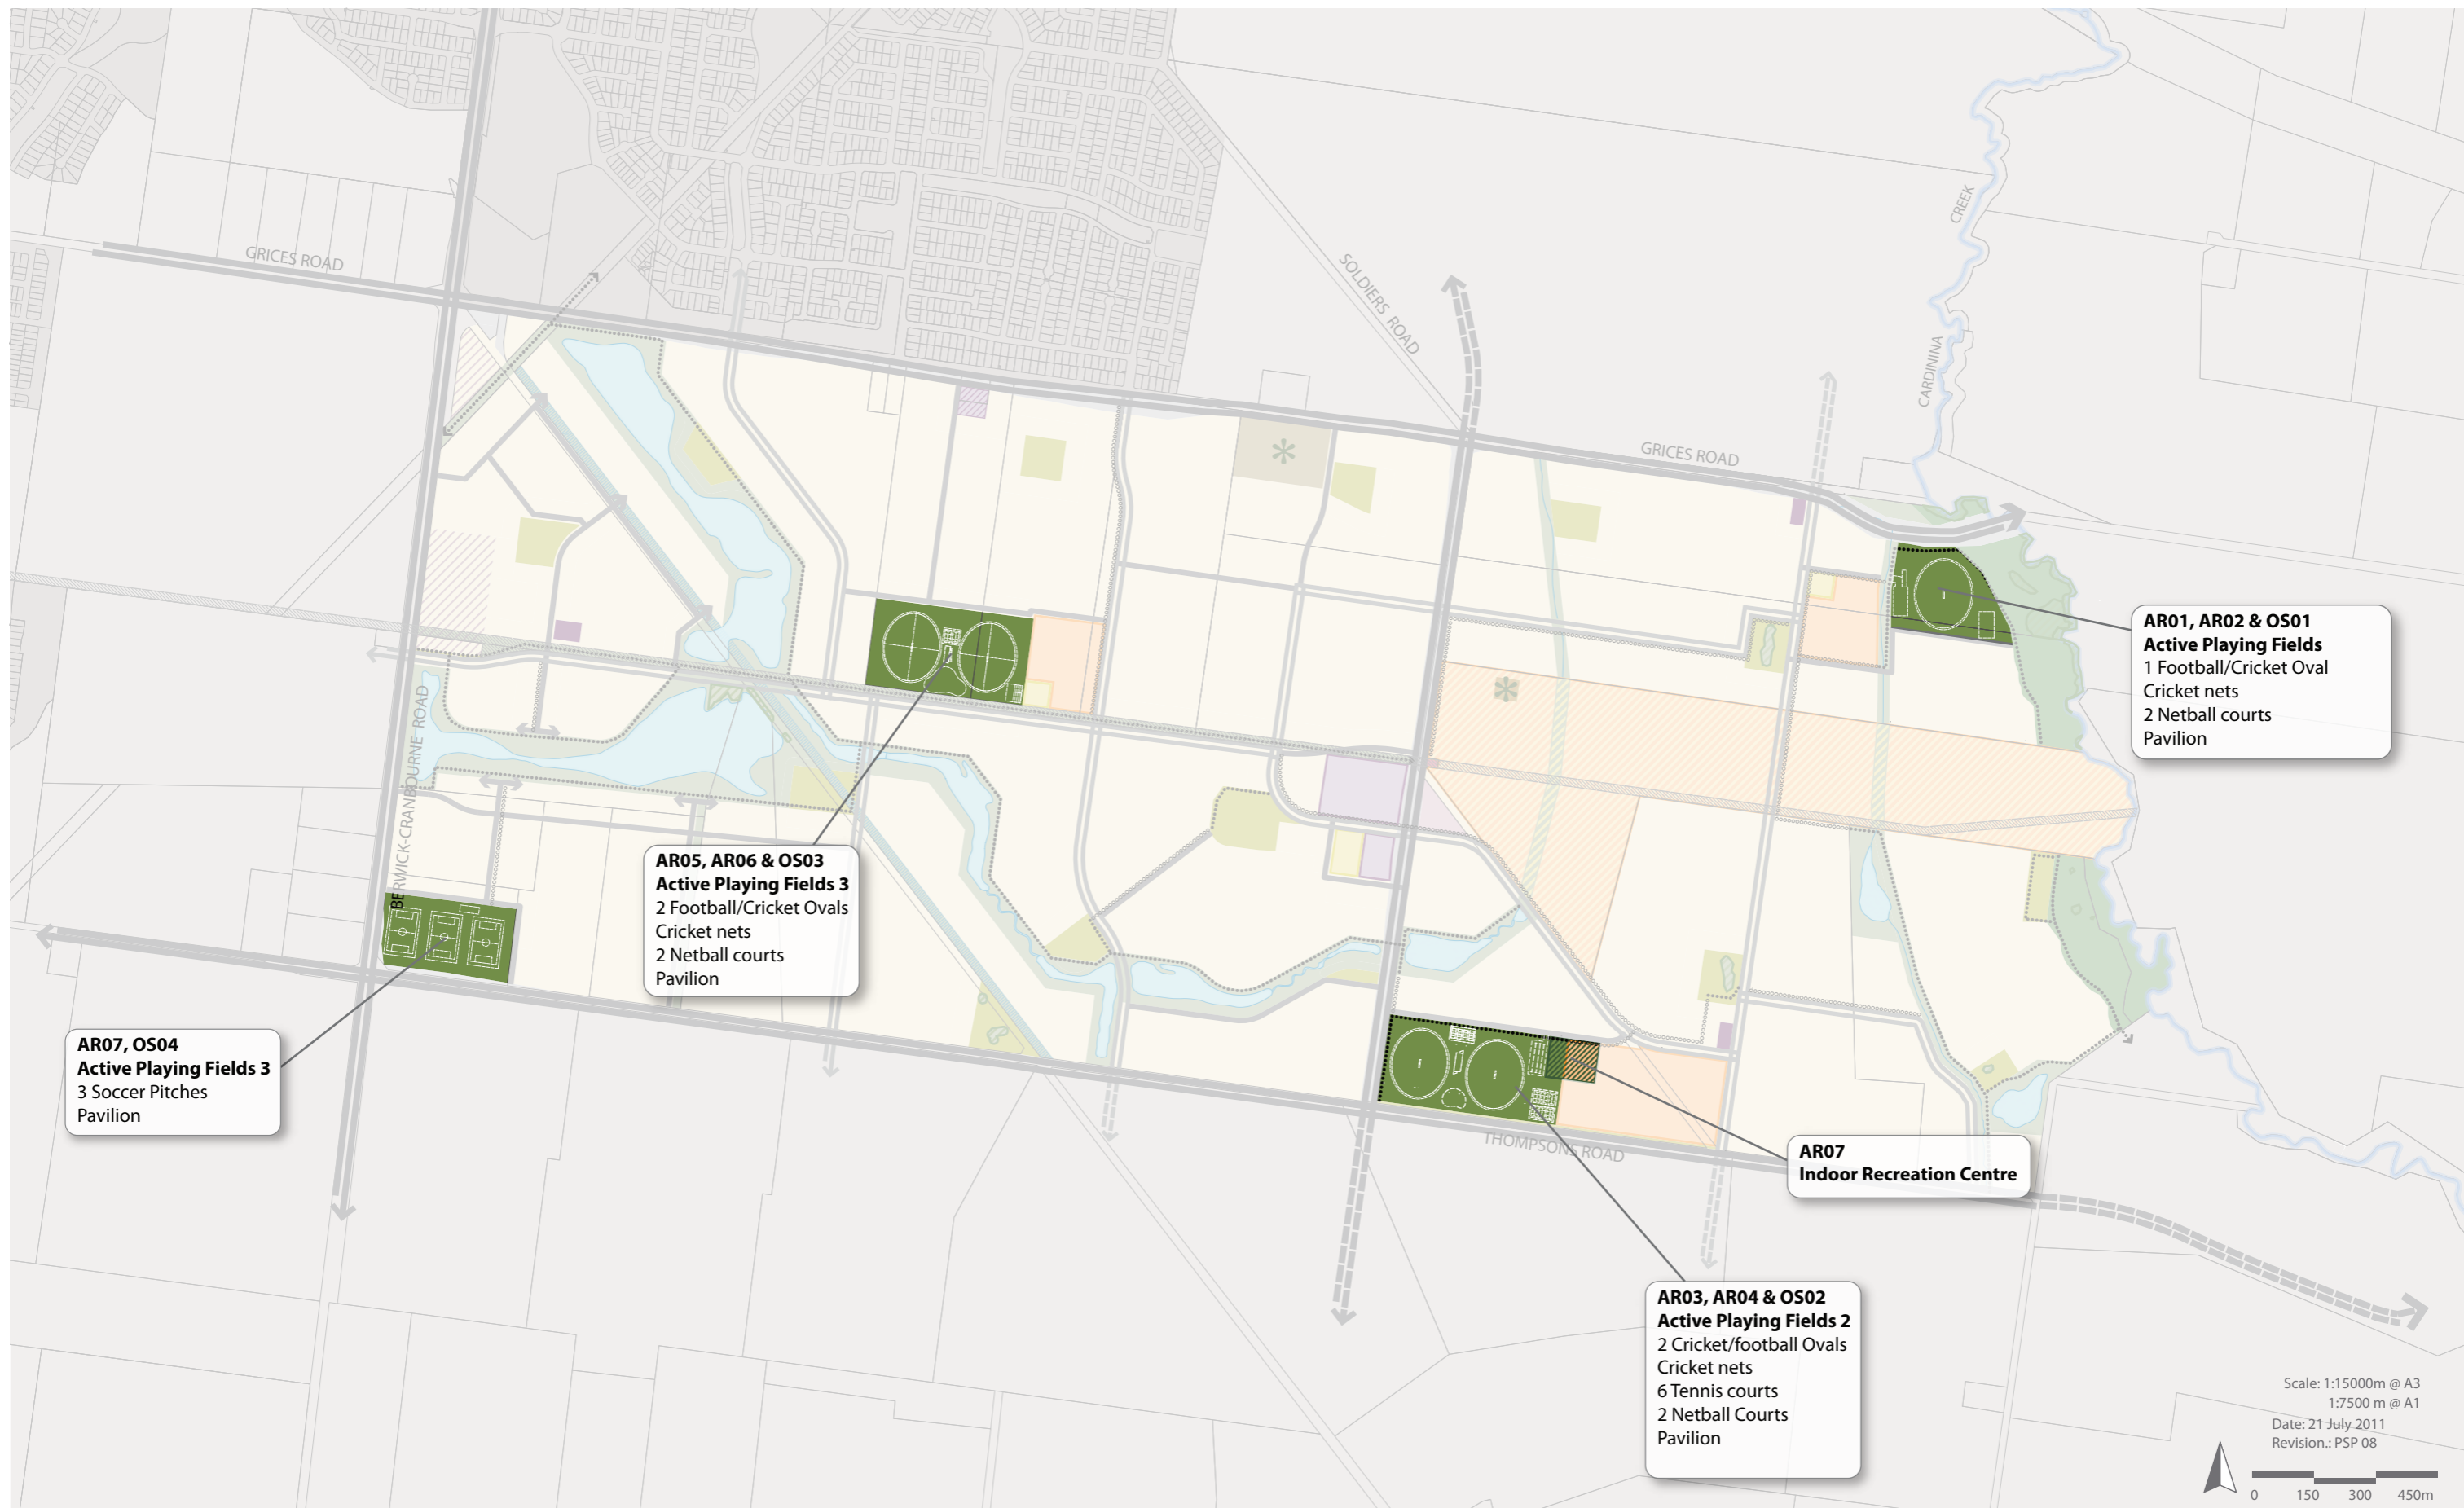 GRICES ROAD
SOLDIERS ROAD
CREEK
CARDININA
GRICES ROAD
AR01, AR02 & OS01
Active Playing Fields
1 Football/Cricket Oval
Cricket nets
2 Netball courts
Pavilion
BERWICK-CRANBOURNE ROAD
AR05, AR06 & OS03
Active Playing Fields 3
2 Football/Cricket Ovals
Cricket nets
2 Netball courts
Pavilion
AR07, OS04
Active Playing Fields 3
3 Soccer Pitches
Pavilion
THOMPSONS ROAD
AR07
Indoor Recreation Centre
AR03, AR04 & OS02
Active Playing Fields 2
2 Cricket/football Ovals
Cricket nets
6 Tennis courts
2 Netball Courts
Pavilion
Scale: 1:15000m @ A3
1:7500 m @ A1
Date: 21 July 2011
Revision.: PSP 08
0 150 300 450m